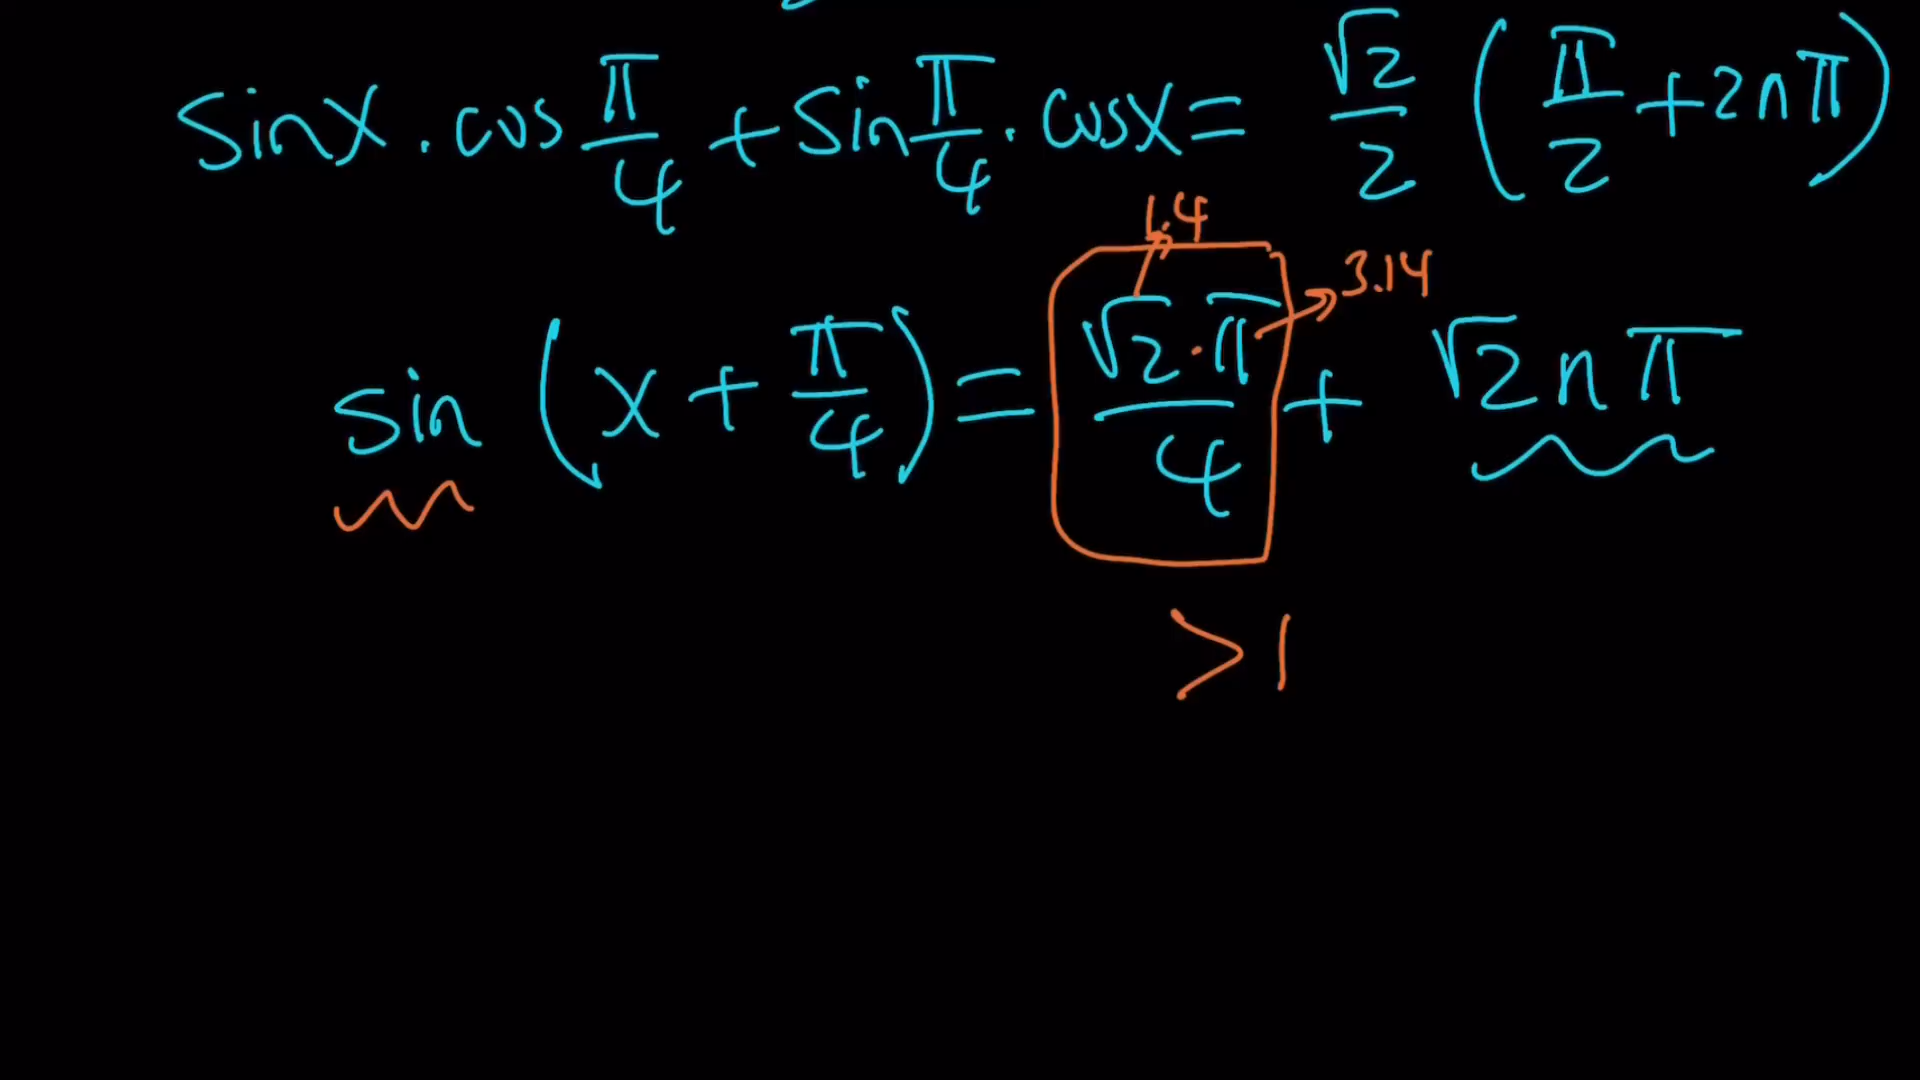 sinx · cos π/4 + sin π/4 · cosx = √2/2 (π/2 + 2nπ)
1.4
3.14
sin (x + π/4) = √2·π/4 + √2nπ
>1